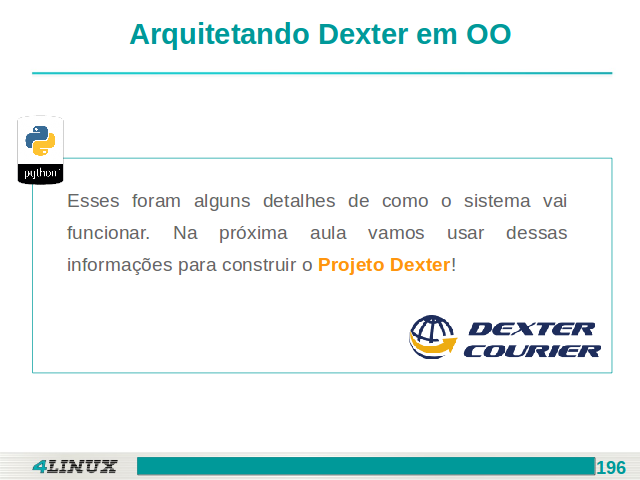 Arquitetando Dexter em OO
python
Esses foram alguns detalhes de como o sistema vai
funcionar. Na próxima aula vamos usar dessas
informações para construir o Projeto Dexter!
DEXTER
COURIER
4LINUX
196